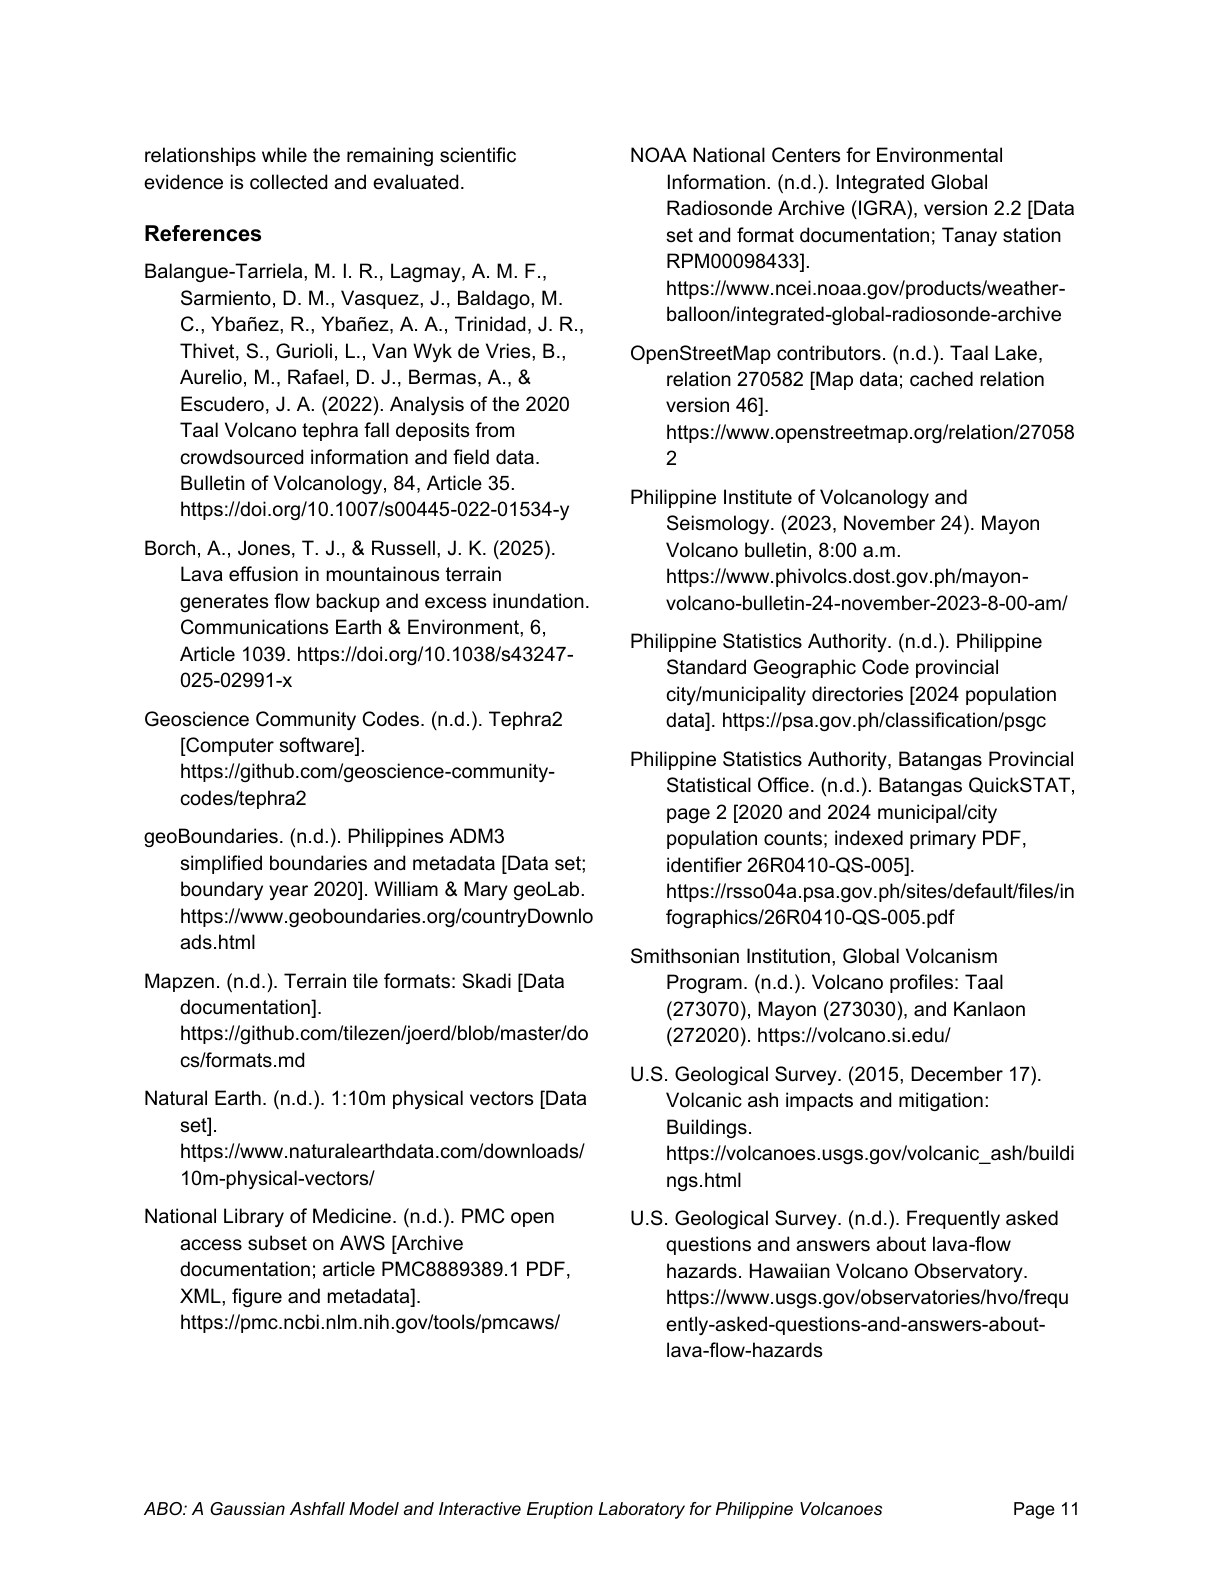 relationships while the remaining scientific
evidence is collected and evaluated.
References
Balangue-Tarriela, M. I. R., Lagmay, A. M. F.,
Sarmiento, D. M., Vasquez, J., Baldago, M.
C., Ybañez, R., Ybañez, A. A., Trinidad, J. R.,
Thivet, S., Gurioli, L., Van Wyk de Vries, B.,
Aurelio, M., Rafael, D. J., Bermas, A., &
Escudero, J. A. (2022). Analysis of the 2020
Taal Volcano tephra fall deposits from
crowdsourced information and field data.
Bulletin of Volcanology, 84, Article 35.
https://doi.org/10.1007/s00445-022-01534-y
Borch, A., Jones, T. J., & Russell, J. K. (2025).
Lava effusion in mountainous terrain
generates flow backup and excess inundation.
Communications Earth & Environment, 6,
Article 1039. https://doi.org/10.1038/s43247-
025-02991-x
Geoscience Community Codes. (n.d.). Tephra2
[Computer software].
https://github.com/geoscience-community-
codes/tephra2
geoBoundaries. (n.d.). Philippines ADM3
simplified boundaries and metadata [Data set;
boundary year 2020]. William & Mary geoLab.
https://www.geoboundaries.org/countryDownlo
ads.html
Mapzen. (n.d.). Terrain tile formats: Skadi [Data
documentation].
https://github.com/tilezen/joerd/blob/master/do
cs/formats.md
Natural Earth. (n.d.). 1:10m physical vectors [Data
set].
https://www.naturalearthdata.com/downloads/
10m-physical-vectors/
National Library of Medicine. (n.d.). PMC open
access subset on AWS [Archive
documentation; article PMC8889389.1 PDF,
XML, figure and metadata].
https://pmc.ncbi.nlm.nih.gov/tools/pmcaws/
NOAA National Centers for Environmental
Information. (n.d.). Integrated Global
Radiosonde Archive (IGRA), version 2.2 [Data
set and format documentation; Tanay station
RPM00098433].
https://www.ncei.noaa.gov/products/weather-
balloon/integrated-global-radiosonde-archive
OpenStreetMap contributors. (n.d.). Taal Lake,
relation 270582 [Map data; cached relation
version 46].
https://www.openstreetmap.org/relation/27058
2
Philippine Institute of Volcanology and
Seismology. (2023, November 24). Mayon
Volcano bulletin, 8:00 a.m.
https://www.phivolcs.dost.gov.ph/mayon-
volcano-bulletin-24-november-2023-8-00-am/
Philippine Statistics Authority. (n.d.). Philippine
Standard Geographic Code provincial
city/municipality directories [2024 population
data]. https://psa.gov.ph/classification/psgc
Philippine Statistics Authority, Batangas Provincial
Statistical Office. (n.d.). Batangas QuickSTAT,
page 2 [2020 and 2024 municipal/city
population counts; indexed primary PDF,
identifier 26R0410-QS-005].
https://rsso04a.psa.gov.ph/sites/default/files/in
fographics/26R0410-QS-005.pdf
Smithsonian Institution, Global Volcanism
Program. (n.d.). Volcano profiles: Taal
(273070), Mayon (273030), and Kanlaon
(272020). https://volcano.si.edu/
U.S. Geological Survey. (2015, December 17).
Volcanic ash impacts and mitigation:
Buildings.
https://volcanoes.usgs.gov/volcanic_ash/buildi
ngs.html
U.S. Geological Survey. (n.d.). Frequently asked
questions and answers about lava-flow
hazards. Hawaiian Volcano Observatory.
https://www.usgs.gov/observatories/hvo/frequ
ently-asked-questions-and-answers-about-
lava-flow-hazards
ABO: A Gaussian Ashfall Model and Interactive Eruption Laboratory for Philippine Volcanoes Page 11